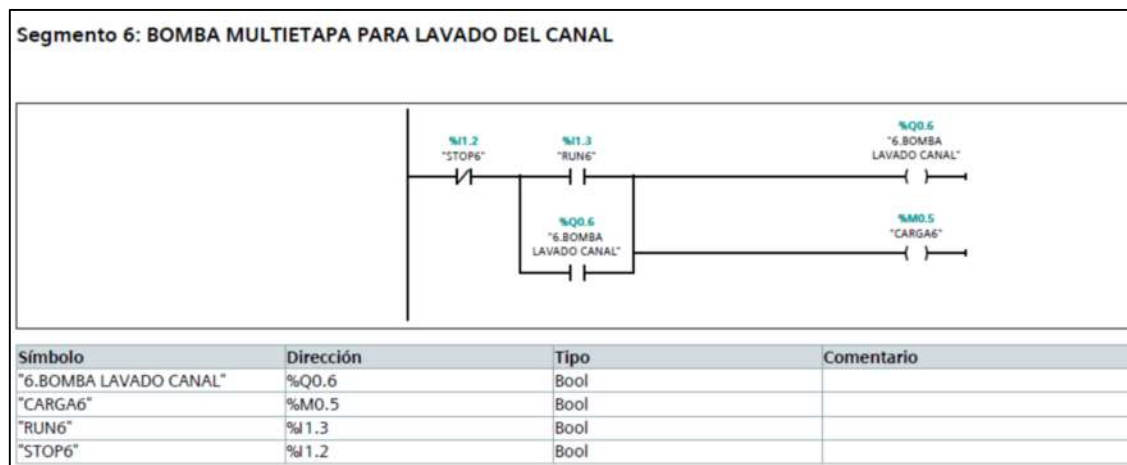 Segmento 6: BOMBA MULTIETAPA PARA LAVADO DEL CANAL
%I1.2
"STOP6"
%I1.3
"RUN6"
%Q0.6
"6.BOMBA
LAVADO CANAL"
%Q0.6
"6.BOMBA
LAVADO CANAL"
%M0.5
"CARGA6"
Símbolo Dirección Tipo Comentario
"6.BOMBA LAVADO CANAL" %Q0.6 Bool
"CARGA6" %M0.5 Bool
"RUN6" %I1.3 Bool
"STOP6" %I1.2 Bool